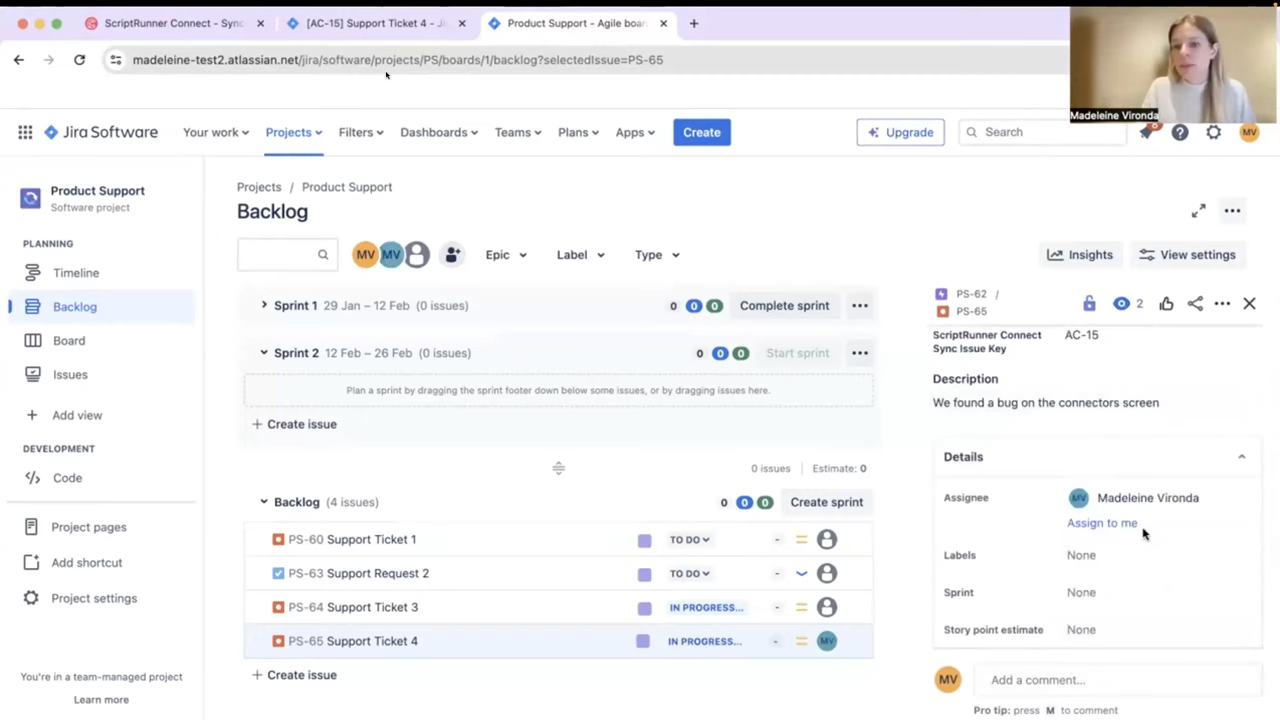 ScriptRunner Connect - Sync
[AC-15] Support Ticket 4 - Ji
Product Support - Agile boar
madeleine-test2.atlassian.net/jira/software/projects/PS/boards/1/backlog?selectedIssue=PS-65
Madeleine Vironda
Jira Software
Your work
Projects
Filters
Dashboards
Teams
Plans
Apps
Create
Upgrade
Search
MV
Product Support
Software project
PLANNING
Timeline
Backlog
Board
Issues
Add view
DEVELOPMENT
Code
Project pages
Add shortcut
Project settings
You're in a team-managed project
Learn more
Projects / Product Support
Backlog
MV MV
Epic
Label
Type
Insights
View settings
Sprint 1 29 Jan – 12 Feb (0 issues)
0 0 0 Complete sprint
Sprint 2 12 Feb – 26 Feb (0 issues)
0 0 0 Start sprint
Plan a sprint by dragging the sprint footer down below some issues, or by dragging issues here.
+ Create issue
0 issues Estimate: 0
Backlog (4 issues)
0 0 0 Create sprint
PS-60 Support Ticket 1 TO DO -
PS-63 Support Request 2 TO DO -
PS-64 Support Ticket 3 IN PROGRESS... -
PS-65 Support Ticket 4 IN PROGRESS... - MV
+ Create issue
PS-62 /
PS-65
2
ScriptRunner Connect
Sync Issue Key
AC-15
Description
We found a bug on the connectors screen
Details
Assignee
MV Madeleine Vironda
Assign to me
Labels
None
Sprint
None
Story point estimate
None
MV Add a comment...
Pro tip: press M to comment